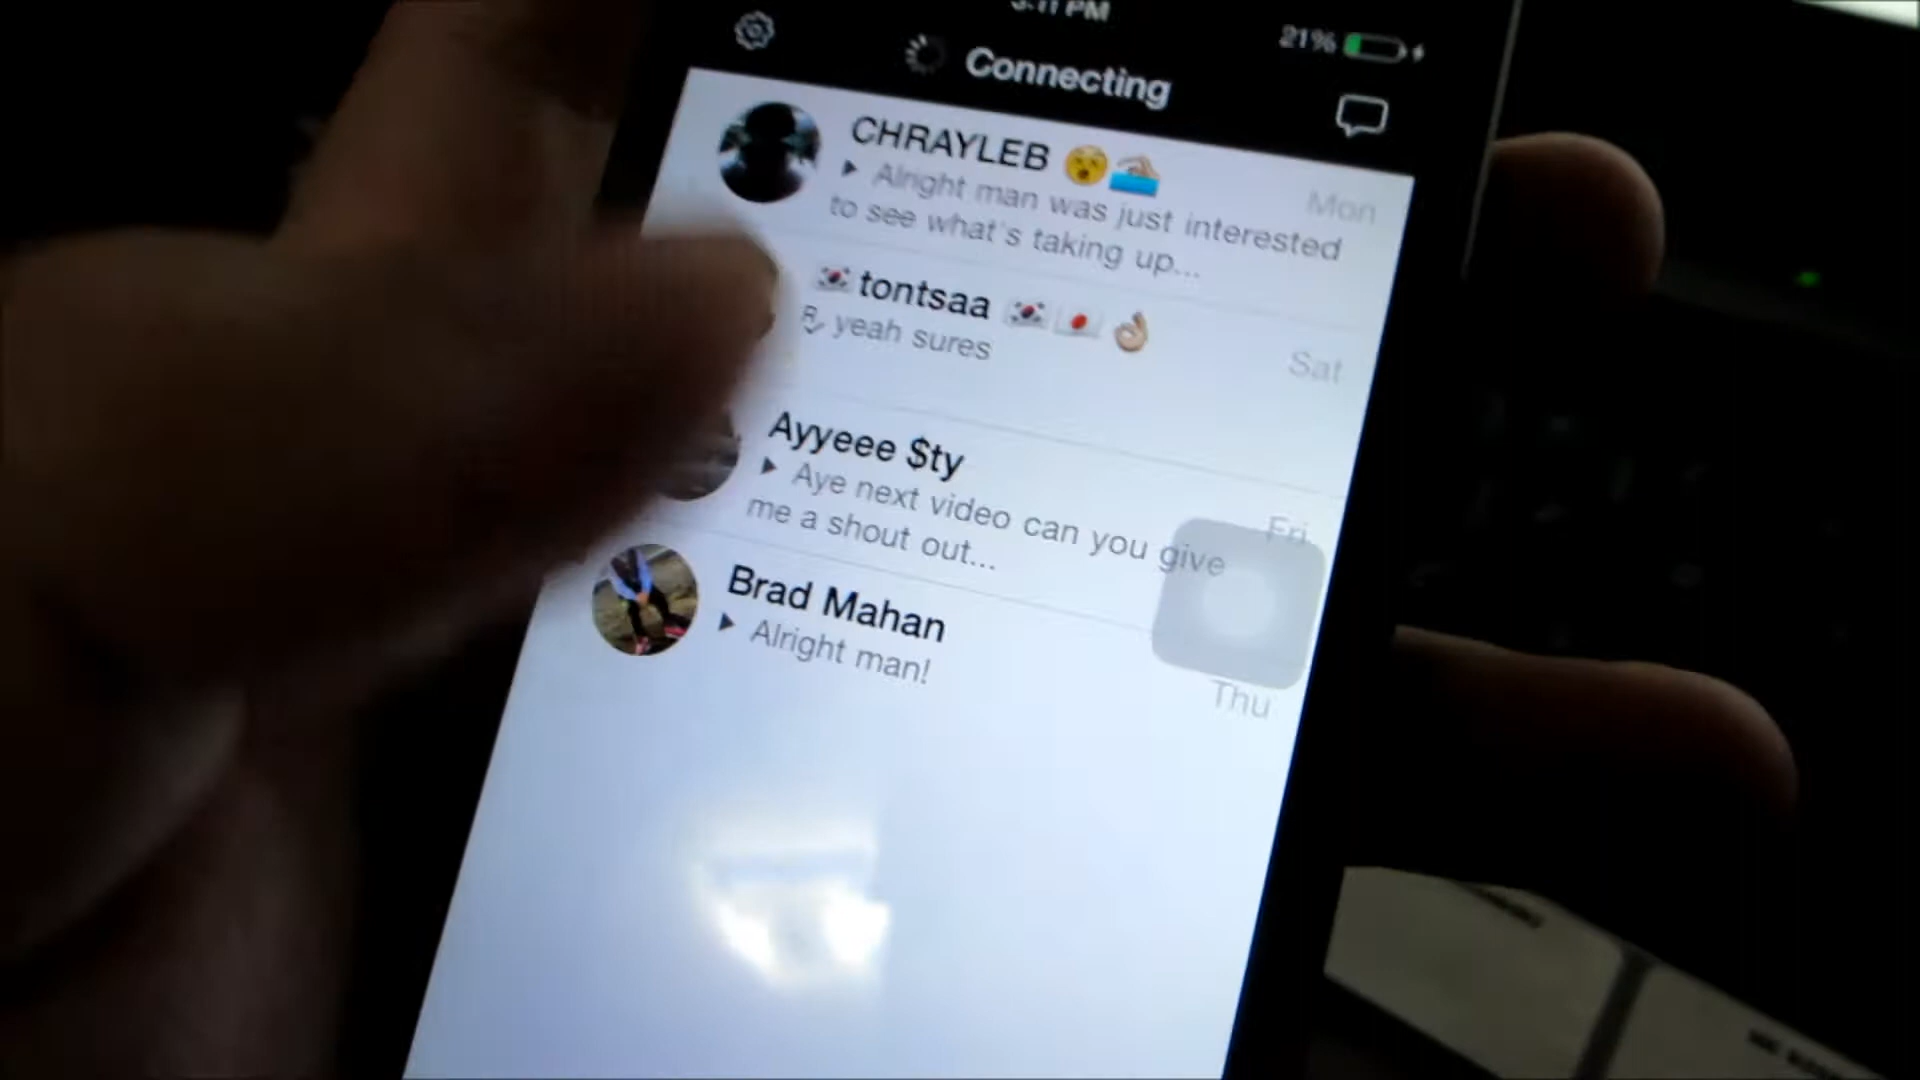 21%
Connecting
CHRAYLEB 😵🏊🏼
Mon
▶ Alright man was just interested
to see what's taking up...
🇰🇷 tontsaa 🇰🇷 🇯🇵 👌🏼
R✓ yeah sures
Sat
Ayyeee $ty
Fri
▶ Aye next video can you give
me a shout out...
Brad Mahan
▶ Alright man!
Thu